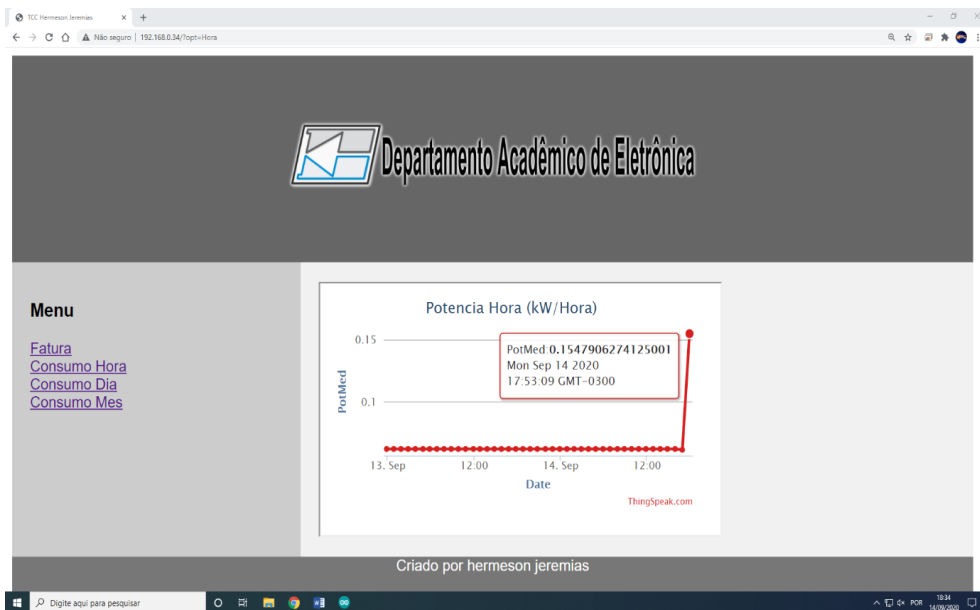 TCC Hermeson Jeremias
Não seguro | 192.168.0.34/?opt=Hora
Departamento Acadêmico de Eletrônica
Menu
Fatura
Consumo Hora
Consumo Dia
Consumo Mes
Potencia Hora (kW/Hora)
0.15
0.1
PotMed
PotMed:0.1547906274125001
Mon Sep 14 2020
17:53:09 GMT-0300
13. Sep
12:00
14. Sep
12:00
Date
ThingSpeak.com
Criado por hermeson jeremias
Digite aqui para pesquisar
POR
18:34
14/09/2020